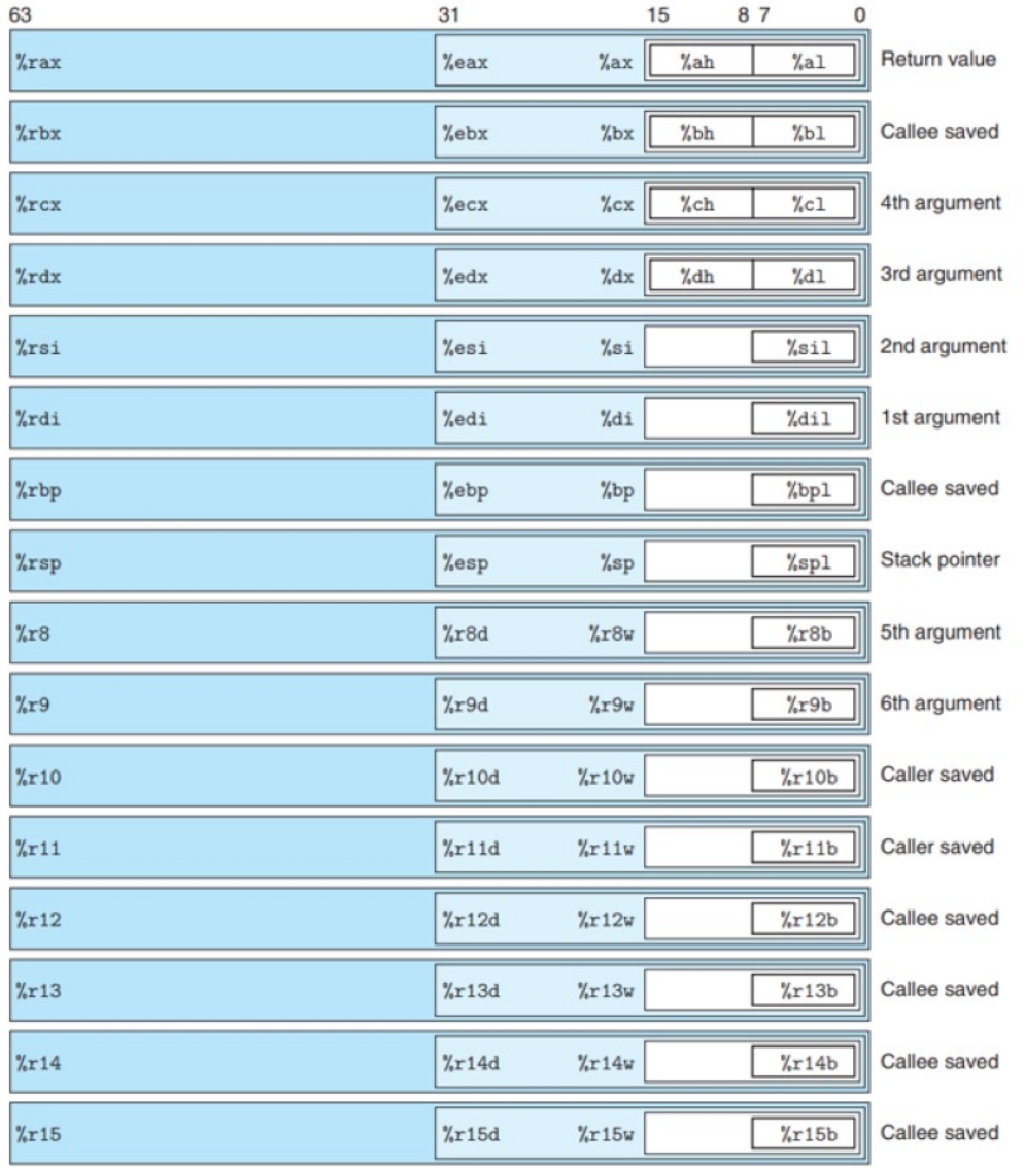 63 31 15 8 7 0
%rax %eax %ax %ah %al Return value
%rbx %ebx %bx %bh %bl Callee saved
%rcx %ecx %cx %ch %cl 4th argument
%rdx %edx %dx %dh %dl 3rd argument
%rsi %esi %si %sil 2nd argument
%rdi %edi %di %dil 1st argument
%rbp %ebp %bp %bpl Callee saved
%rsp %esp %sp %spl Stack pointer
%r8 %r8d %r8w %r8b 5th argument
%r9 %r9d %r9w %r9b 6th argument
%r10 %r10d %r10w %r10b Caller saved
%r11 %r11d %r11w %r11b Caller saved
%r12 %r12d %r12w %r12b Callee saved
%r13 %r13d %r13w %r13b Callee saved
%r14 %r14d %r14w %r14b Callee saved
%r15 %r15d %r15w %r15b Callee saved